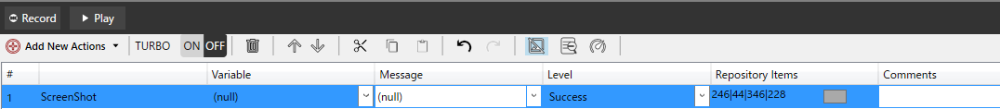 Record Play
Add New Actions TURBO ON OFF
# Variable Message Level Repository Items Comments
1 ScreenShot (null) (null) Success 246|44|346|228